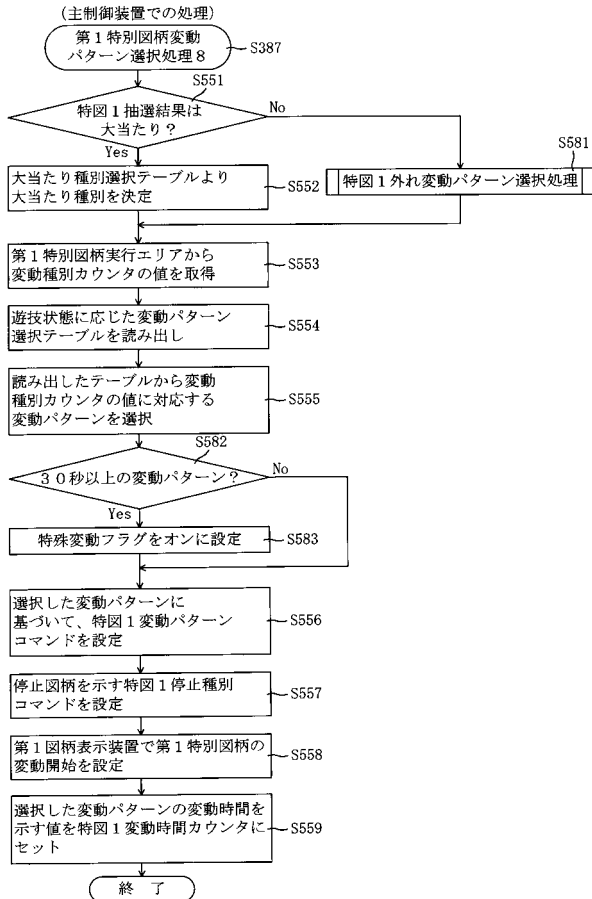 (主制御装置での処理)
第1特別図柄変動
パターン選択処理8
S387
S551
特図1抽選結果は
大当たり?
No
Yes
S581
特図1外れ変動パターン選択処理
大当たり種別選択テーブルより
大当たり種別を決定
S552
第1特別図柄実行エリアから
変動種別カウンタの値を取得
S553
遊技状態に応じた変動パターン
選択テーブルを読み出し
S554
読み出したテーブルから変動
種別カウンタの値に対応する
変動パターンを選択
S555
S582
30秒以上の変動パターン?
No
Yes
特殊変動フラグをオンに設定
S583
選択した変動パターンに
基づいて、特図1変動パターン
コマンドを設定
S556
停止図柄を示す特図1停止種別
コマンドを設定
S557
第1図柄表示装置で第1特別図柄の
変動開始を設定
S558
選択した変動パターンの変動時間を
示す値を特図1変動時間カウンタに
セット
S559
終 了